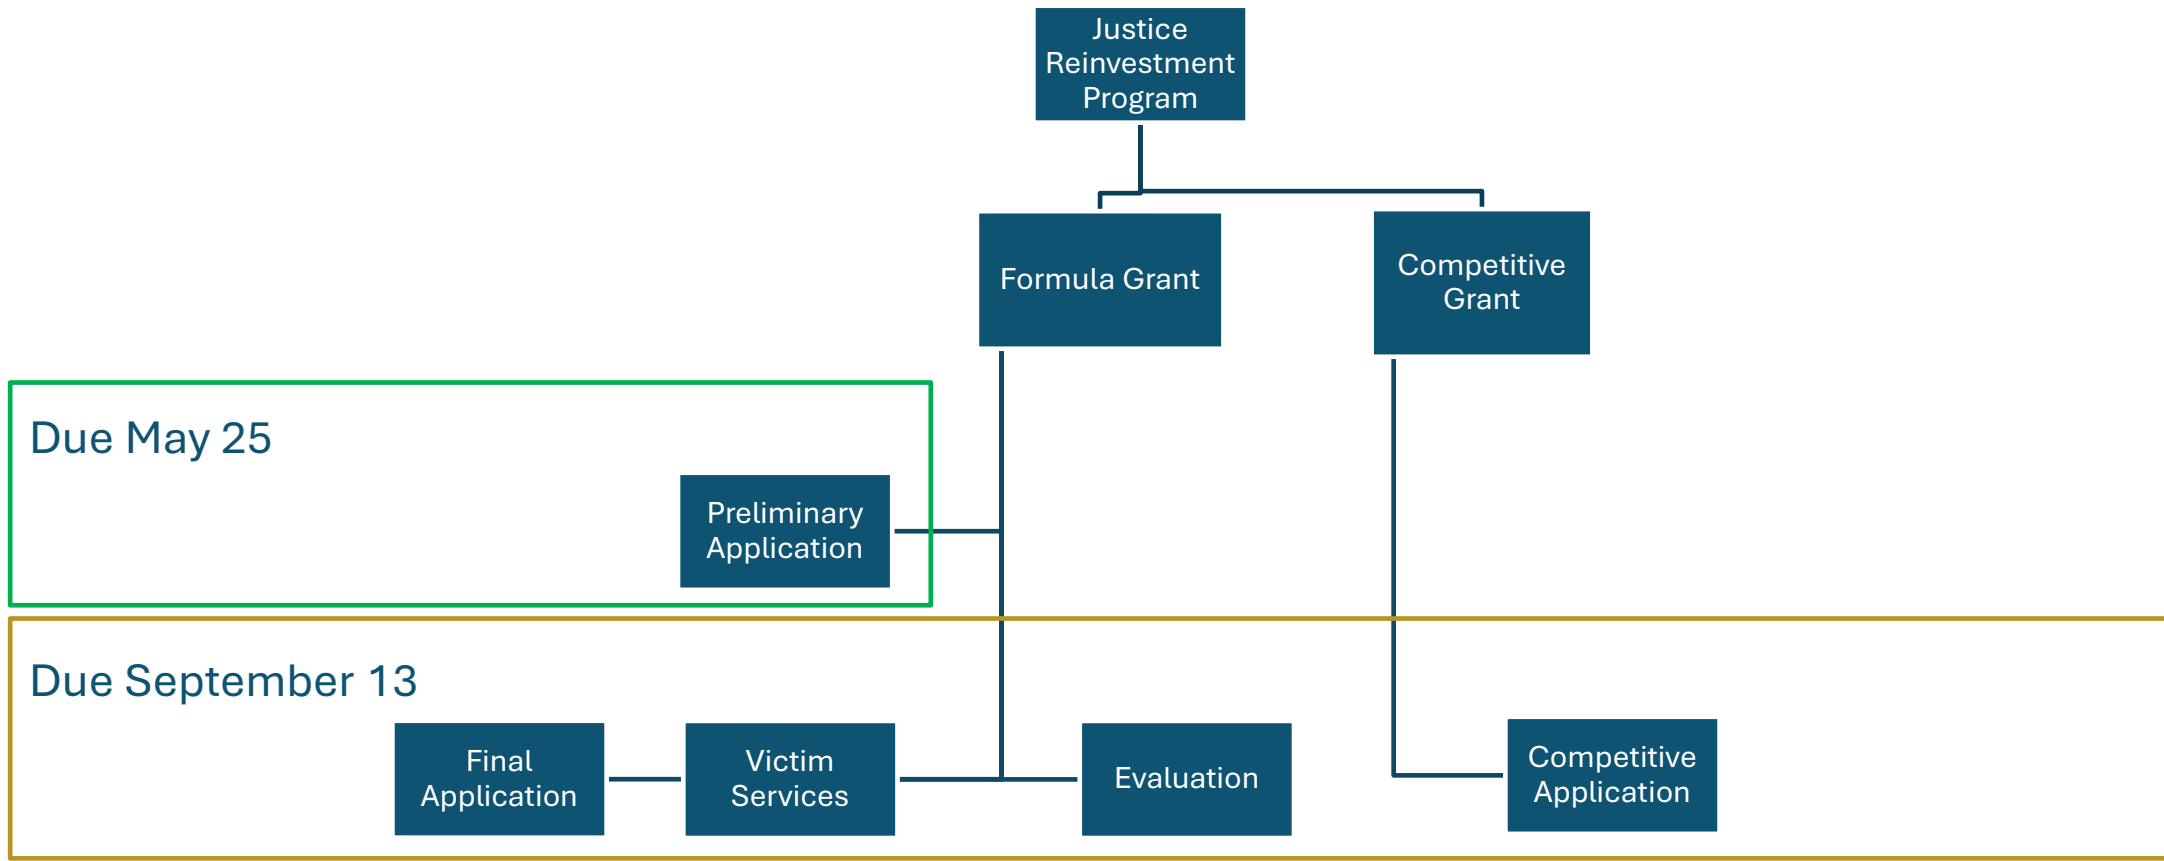 Justice
Reinvestment
Program
Formula Grant
Competitive
Grant
Due May 25
Preliminary
Application
Due September 13
Final
Application
Victim
Services
Evaluation
Competitive
Application